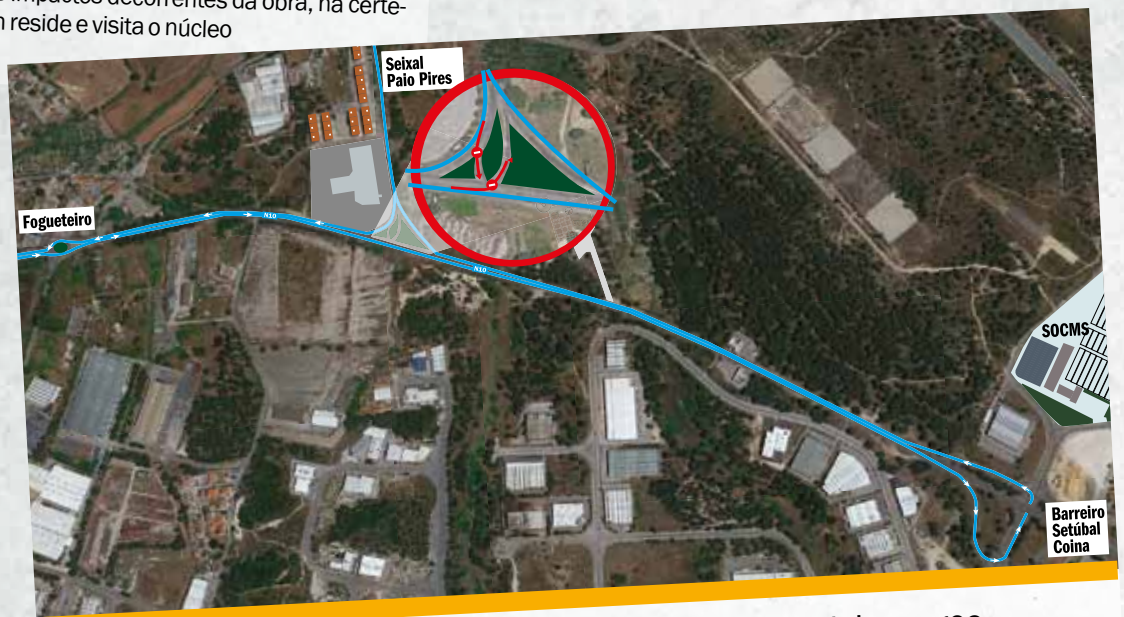 impactos decorrentes da obra, na certe-
reside e visita o núcleo
Seixal
Paio Pires
Fogueteiro
N10
N10
SOCMS
Barreiro
Setúbal
Coina